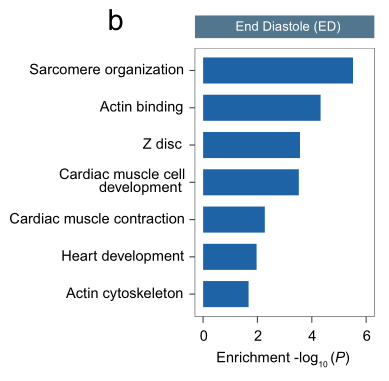 b
End Diastole (ED)
Sarcomere organization
Actin binding
Z disc
Cardiac muscle cell
development
Cardiac muscle contraction
Heart development
Actin cytoskeleton
0 2 4 6
Enrichment -log10 (P)